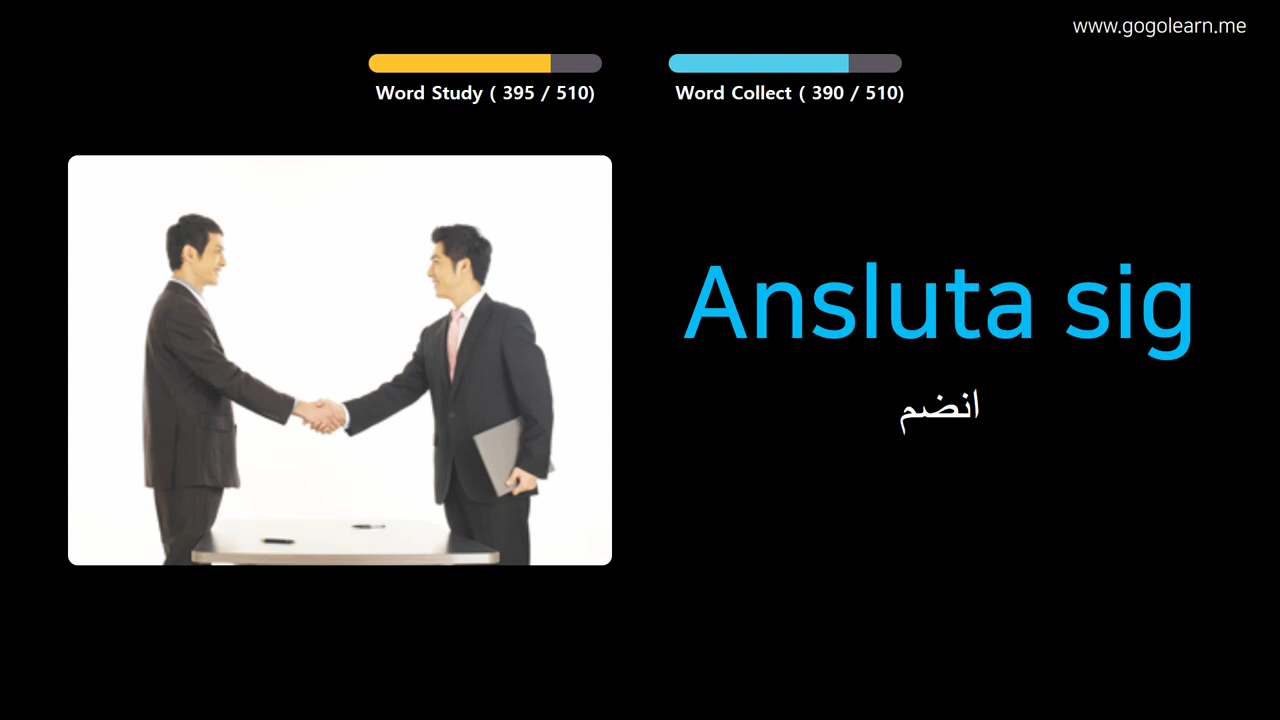 www.gogolearn.me
Word Study ( 395 / 510)
Word Collect ( 390 / 510)
Ansluta sig
انضم